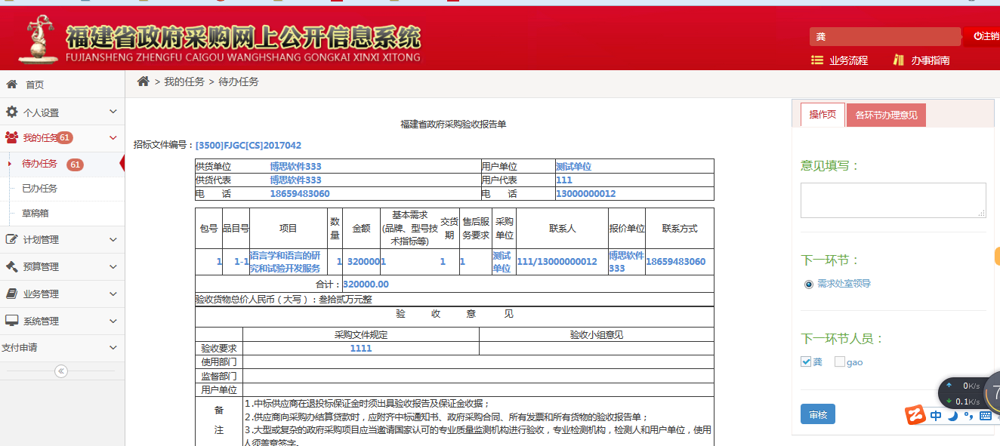 福建省政府采购网上公开信息系统
FUJIANSHENG ZHENGFU CAIGOU WANGHSHANG GONGKAI XINXI XITONG
龚
注销
业务流程 办事指南
首页
个人设置
我的任务 61
待办任务 61
已办任务
草稿箱
计划管理
预算管理
业务管理
系统管理
支付申请
> 我的任务 > 待办任务
福建省政府采购验收报告单
招标文件编号：[3500]FJGC[CS]2017042
供货单位 博思软件333 用户单位 测试单位
供货代表 博思软件333 用户代表 111
电 话 18659483060 电 话 13000000012
包号 品目号 项目 数量 金额 基本需求(品牌、型号技术指标等) 交货期 售后服务要求 采购单位 联系人 报价单位 联系方式
1 1-1 语言学和语言的研究和试验开发服务 1 320000 1 1 1 测试单位 111/13000000012 博思软件333 18659483060
合计：320000.00
验收货物总价人民币（大写）：叁拾贰万元整
验 收 意 见
采购文件规定 验收小组意见
验收要求 1111
使用部门
监督部门
用户单位
备注
1.中标供应商在退投标保证金时须出具验收报告及保证金收据；
2.供应商向采购办结算贷款时，应附齐中标通知书、政府采购合同、所有发票和所有货物的验收报告单；
3.大型或复杂的政府采购项目应当邀请国家认可的专业质量监测机构进行验收，专业检测机构，检测人和用户单位，使用
人须盖章签字。
操作页 各环节办理意见
意见填写：
下一环节：
需求处室领导
下一环节人员：
龚 gao
审核
0K/s
0.1K/s
7
中